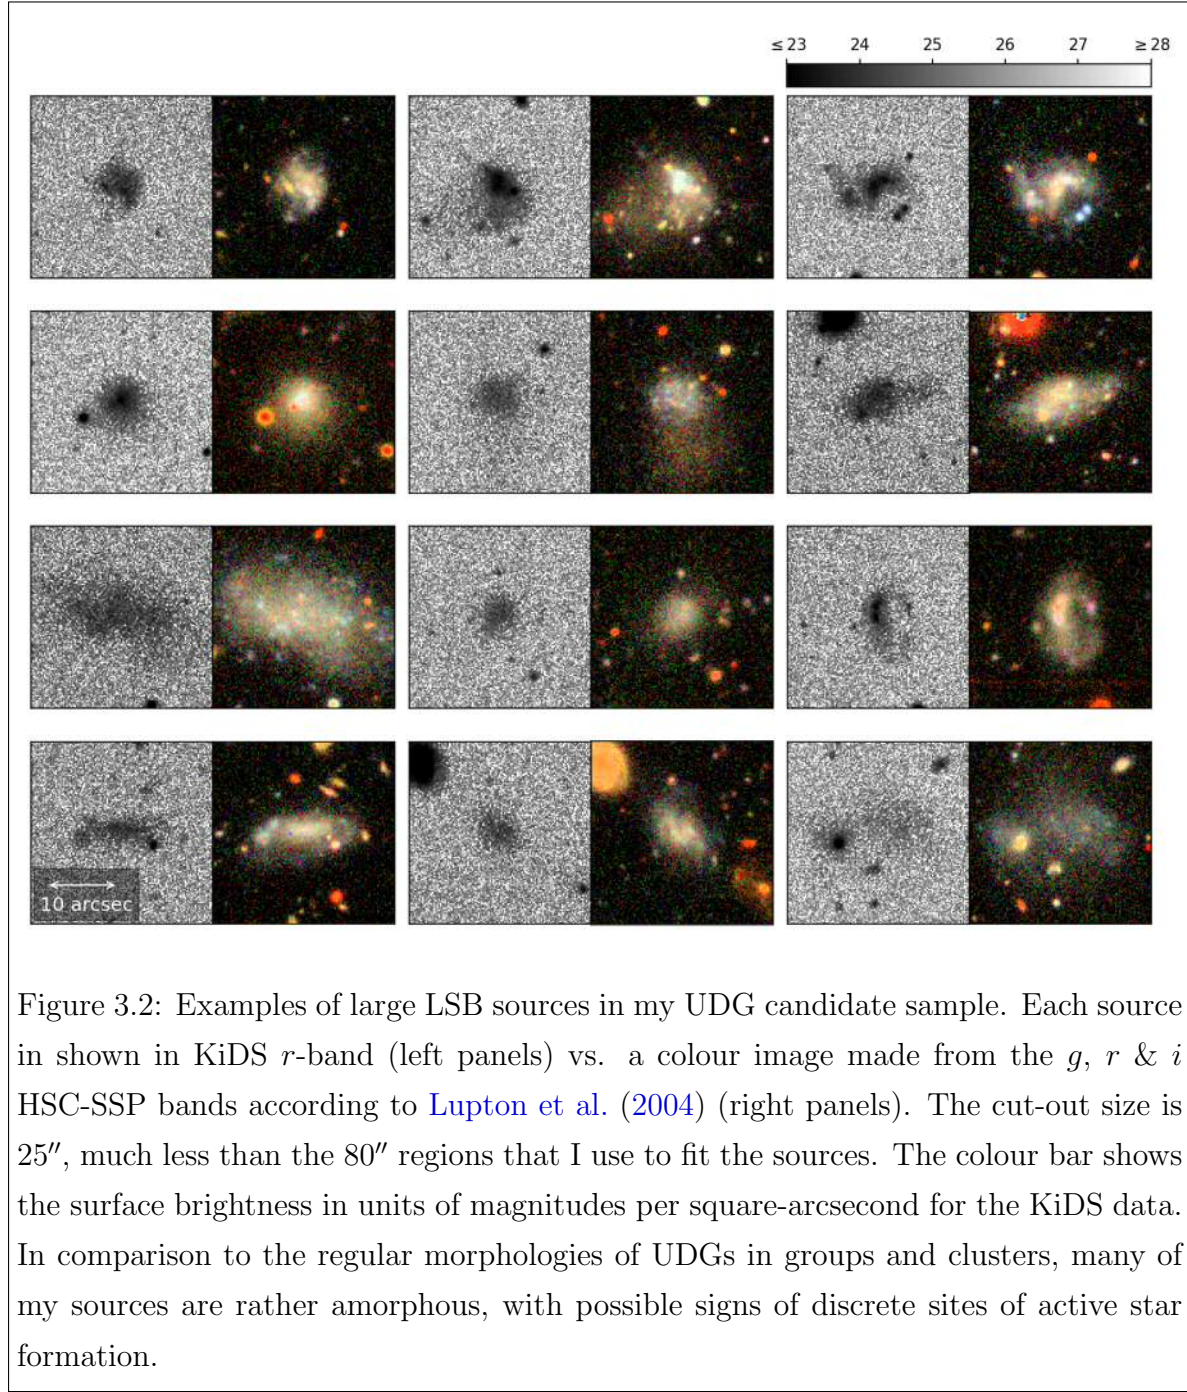 ≤23 24 25 26 27 ≥28
10 arcsec
Figure 3.2: Examples of large LSB sources in my UDG candidate sample. Each source
in shown in KiDS r-band (left panels) vs. a colour image made from the g, r & i
HSC-SSP bands according to Lupton et al. (2004) (right panels). The cut-out size is
25″, much less than the 80″ regions that I use to fit the sources. The colour bar shows
the surface brightness in units of magnitudes per square-arcsecond for the KiDS data.
In comparison to the regular morphologies of UDGs in groups and clusters, many of
my sources are rather amorphous, with possible signs of discrete sites of active star
formation.